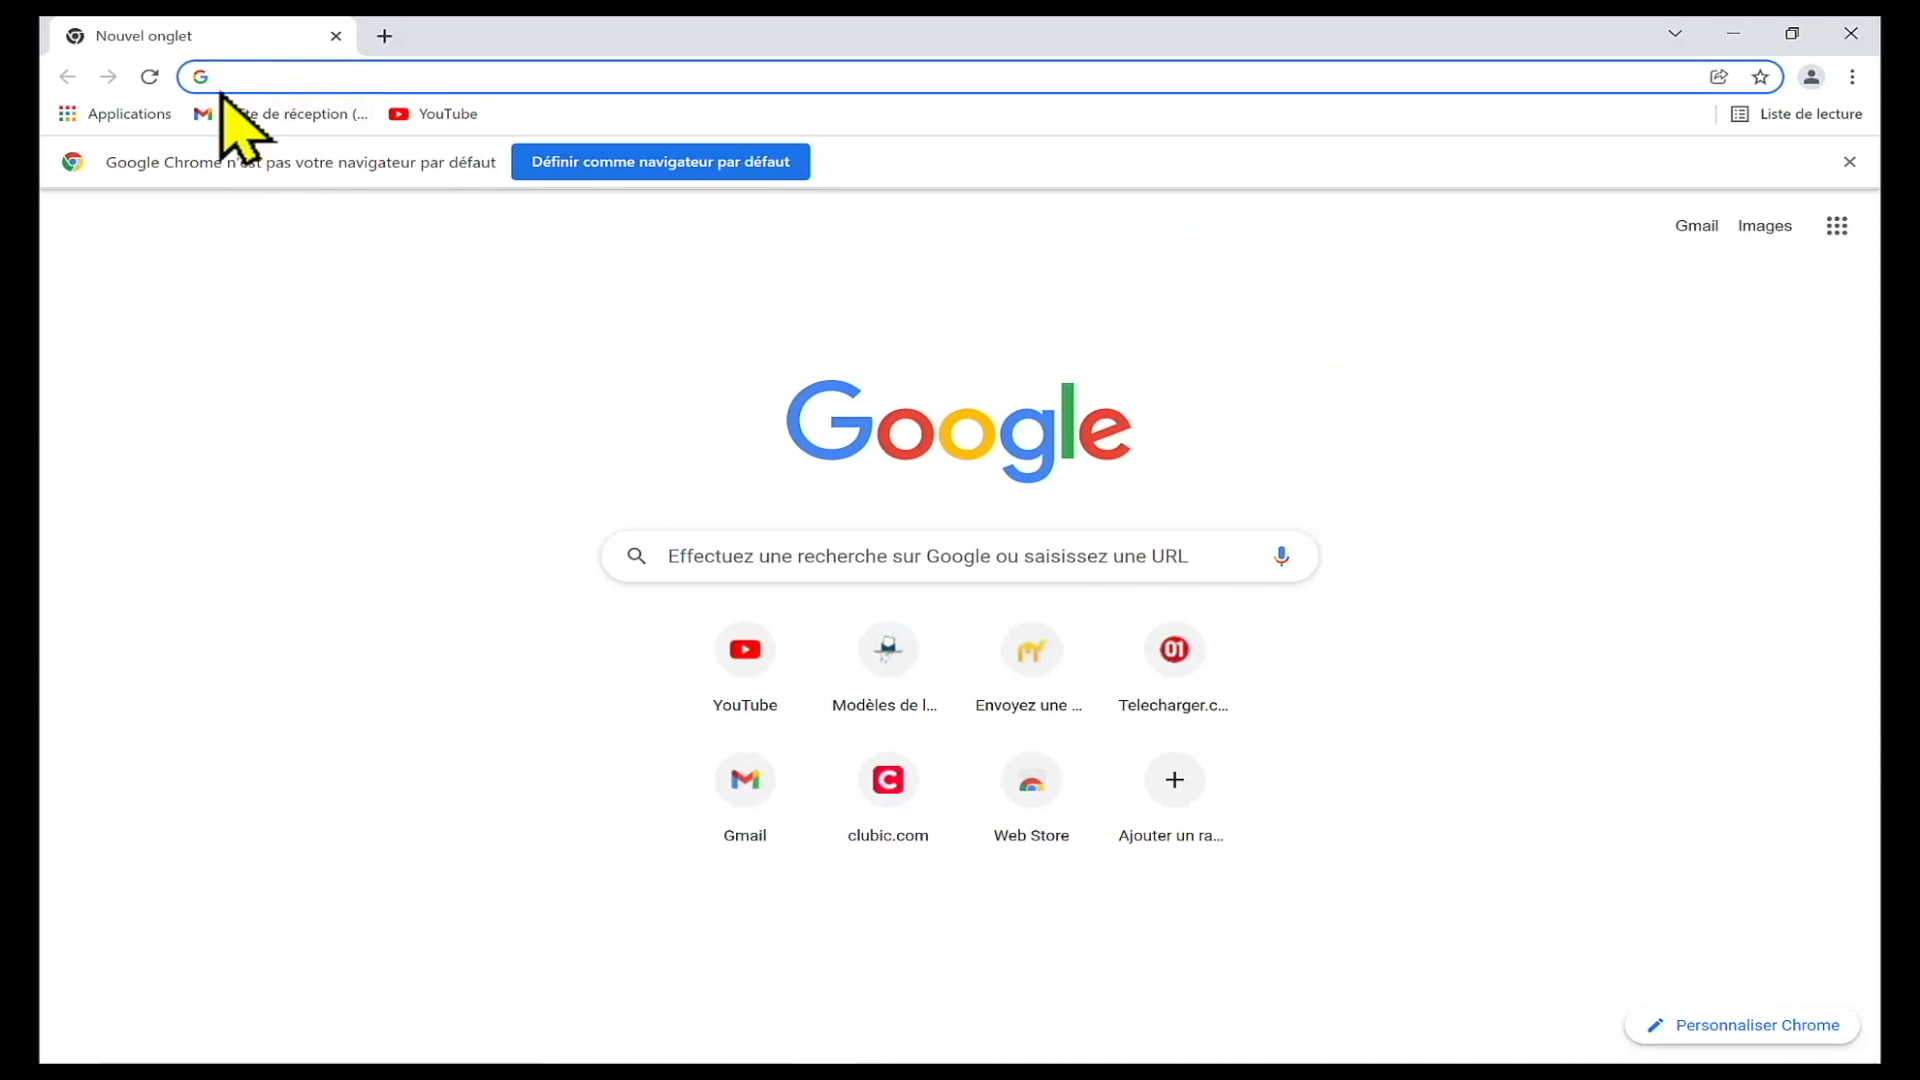 Nouvel onglet
Applications
te de réception (...
YouTube
Liste de lecture
Google Chrome n'est pas votre navigateur par défaut
Définir comme navigateur par défaut
Gmail
Images
Google
Effectuez une recherche sur Google ou saisissez une URL
YouTube
Modèles de l...
Envoyez une ...
Telecharger.c...
Gmail
clubic.com
Web Store
Ajouter un ra...
Personnaliser Chrome